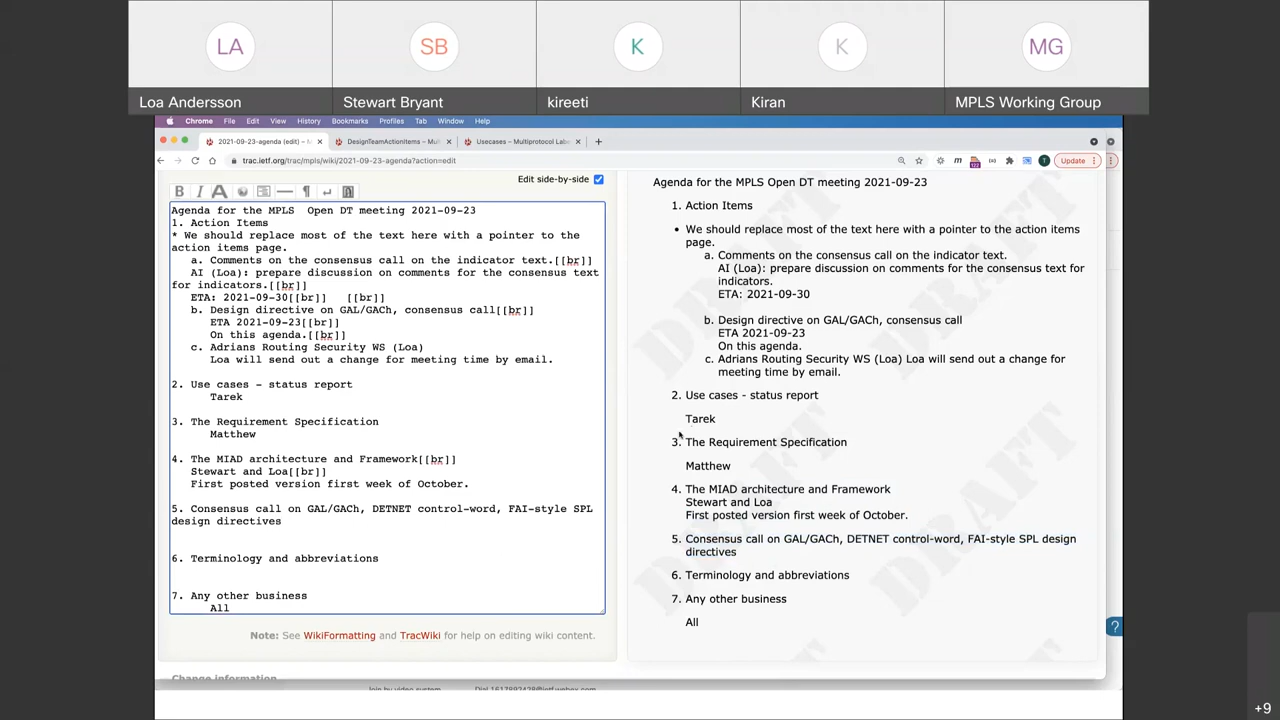 LA
SB
K
K
MG
Loa Andersson
Stewart Bryant
kireeti
Kiran
MPLS Working Group
Chrome File Edit View History Bookmarks Profiles Tab Window Help
2021-09-23-agenda (edit) – M
DesignTeamActionItems – Mult
Usecases – Multiprotocol Labe
trac.ietf.org/trac/mpls/wiki/2021-09-23-agenda?action=edit
Update
Edit side-by-side
Agenda for the MPLS  Open DT meeting 2021-09-23
1. Action Items
* We should replace most of the text here with a pointer to the
action items page.
a. Comments on the consensus call on the indicator text.[[br]]
AI (Loa): prepare discussion on comments for the consensus text
for indicators.[[br]]
ETA: 2021-09-30[[br]]   [[br]]
b. Design directive on GAL/GACh, consensus call[[br]]
ETA 2021-09-23[[br]]
On this agenda.[[br]]
c. Adrians Routing Security WS (Loa)
Loa will send out a change for meeting time by email.
2. Use cases - status report
Tarek
3. The Requirement Specification
Matthew
4. The MIAD architecture and Framework[[br]]
Stewart and Loa[[br]]
First posted version first week of October.
5. Consensus call on GAL/GACh, DETNET control-word, FAI-style SPL
design directives
6. Terminology and abbreviations
7. Any other business
All
Note: See WikiFormatting and TracWiki for help on editing wiki content.
Agenda for the MPLS Open DT meeting 2021-09-23
1. Action Items
• We should replace most of the text here with a pointer to the action items
page.
a. Comments on the consensus call on the indicator text.
AI (Loa): prepare discussion on comments for the consensus text for
indicators.
ETA: 2021-09-30
b. Design directive on GAL/GACh, consensus call
ETA 2021-09-23
On this agenda.
c. Adrians Routing Security WS (Loa) Loa will send out a change for
meeting time by email.
2. Use cases - status report
Tarek
3. The Requirement Specification
Matthew
4. The MIAD architecture and Framework
Stewart and Loa
First posted version first week of October.
5. Consensus call on GAL/GACh, DETNET control-word, FAI-style SPL design
directives
6. Terminology and abbreviations
7. Any other business
All
DRAFT
Change information
Join by video system
+9